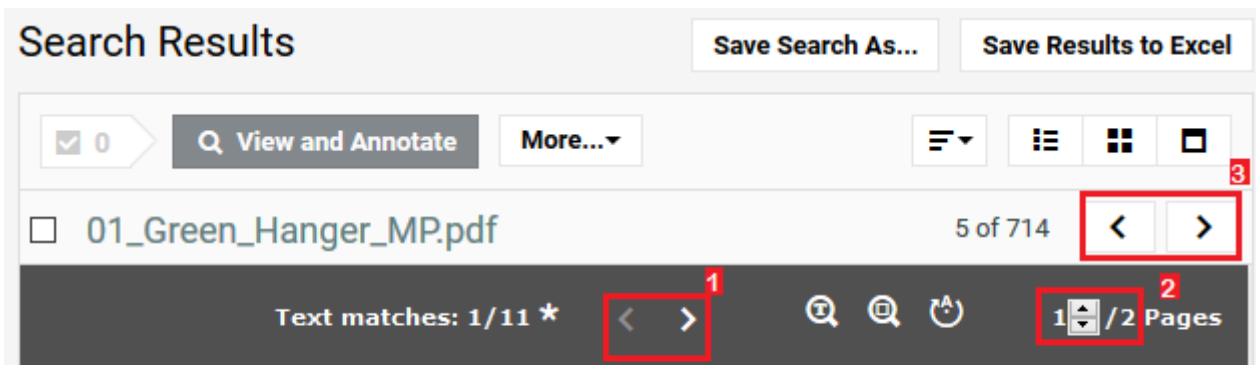 Search Results Save Search As... Save Results to Excel
0 View and Annotate More...
3
01_Green_Hanger_MP.pdf 5 of 714
1
2
Text matches: 1/11 * 1 /2 Pages